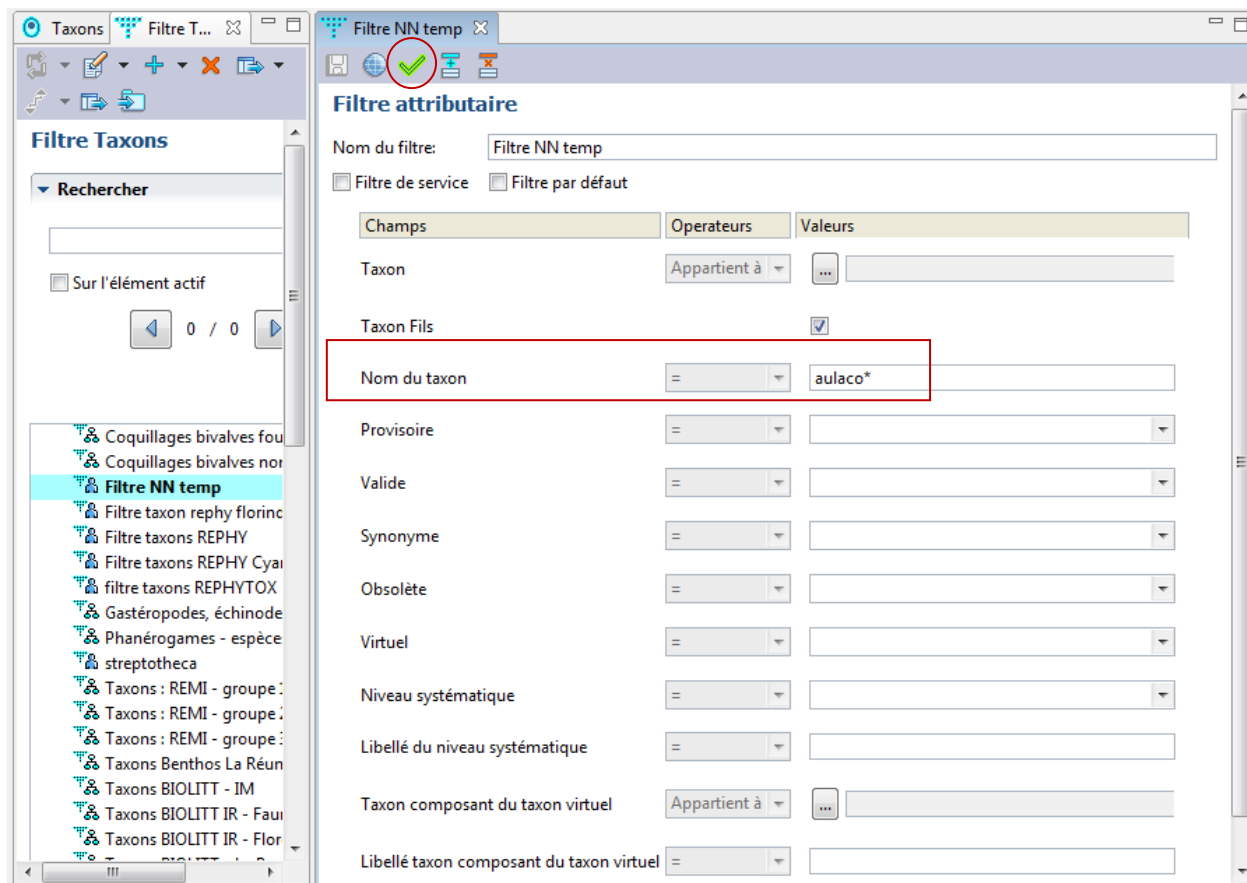 Taxons
Filtre T...
Filtre Taxons
Rechercher
Sur l'élément actif
0 / 0
Coquillages bivalves fou
Coquillages bivalves nor
Filtre NN temp
Filtre taxon rephy florinc
Filtre taxons REPHY
Filtre taxons REPHY Cyan
filtre taxons REPHYTOX
Gastéropodes, échinode
Phanérogames - espèce
streptotheca
Taxons : REMI - groupe 1
Taxons : REMI - groupe 2
Taxons : REMI - groupe 3
Taxons Benthos La Réun
Taxons BIOLITT - IM
Taxons BIOLITT IR - Fau
Taxons BIOLITT IR - Flor
Filtre NN temp
Filtre attributaire
Nom du filtre: Filtre NN temp
Filtre de service Filtre par défaut
Champs Operateurs Valeurs
Taxon Appartient à ...
Taxon Fils
Nom du taxon = aulaco*
Provisoire =
Valide =
Synonyme =
Obsolète =
Virtuel =
Niveau systématique =
Libellé du niveau systématique =
Taxon composant du taxon virtuel Appartient à ...
Libellé taxon composant du taxon virtuel =